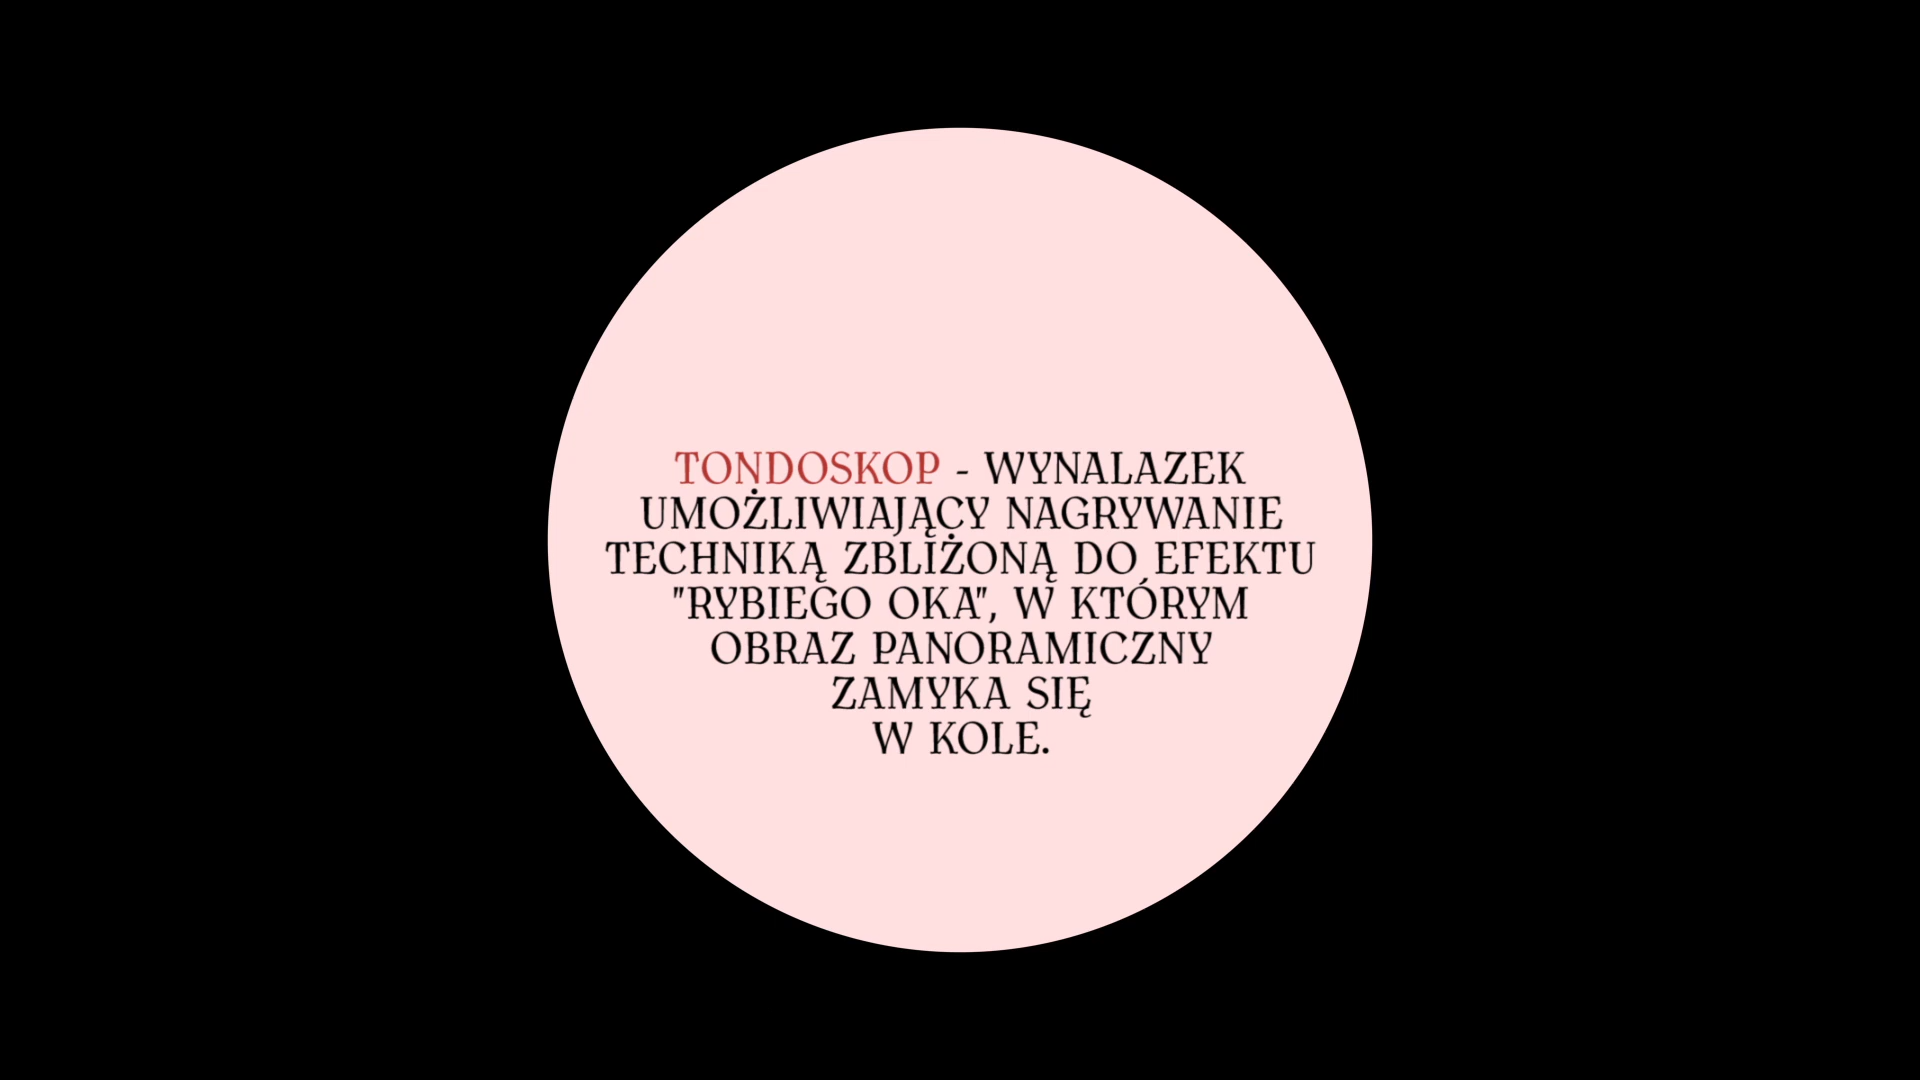 TONDOSKOP - WYNALAZEK
UMOŻLIWIAJĄCY NAGRYWANIE
TECHNIKĄ ZBLIŻONĄ DO EFEKTU
"RYBIEGO OKA", W KTÓRYM
OBRAZ PANORAMICZNY
ZAMYKA SIĘ
W KOLE.